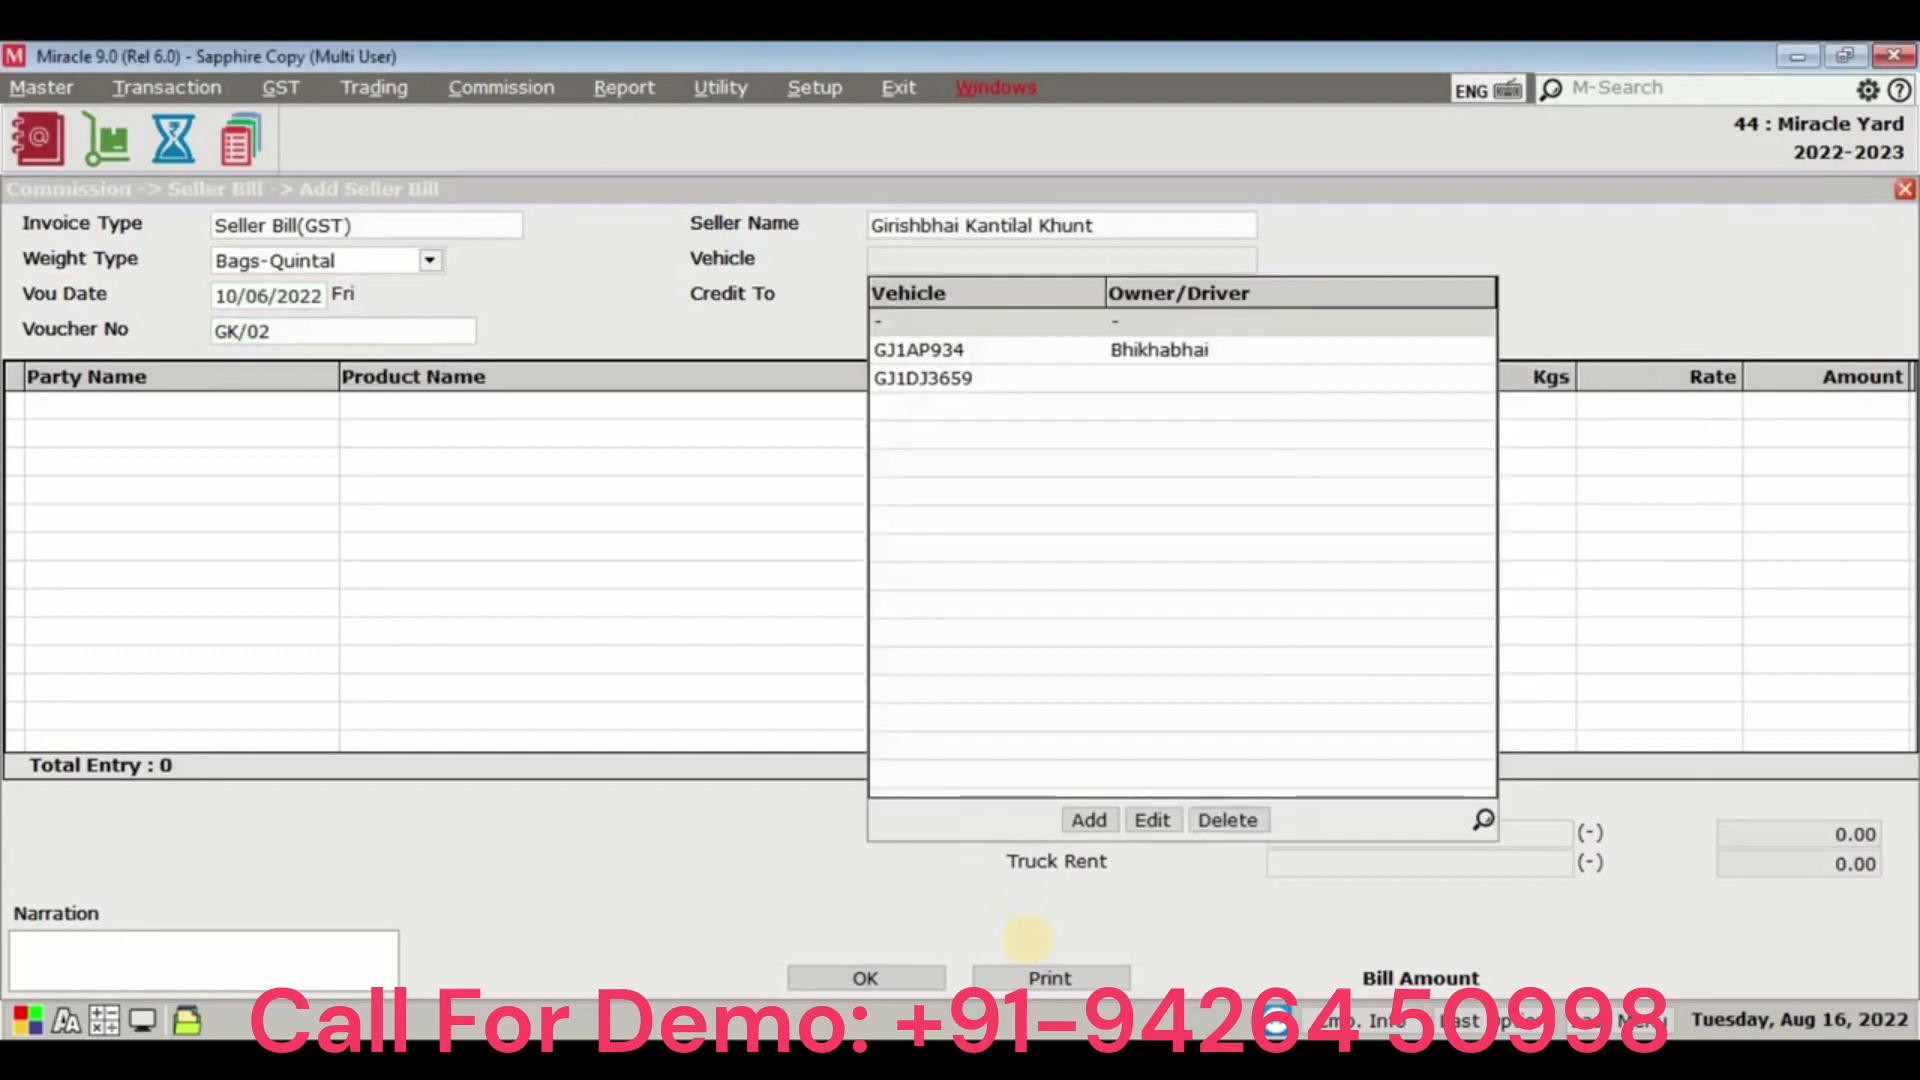 Miracle 9.0 (Rel 6.0) - Sapphire Copy (Multi User)
Master Transaction GST Trading Commission Report Utility Setup Exit Windows ENG M-Search
44 : Miracle Yard
2022-2023
Commission -> Seller Bill -> Add Seller Bill
Invoice Type Seller Bill(GST) Seller Name Girishbhai Kantilal Khunt
Weight Type Bags-Quintal Vehicle
Vou Date 10/06/2022 Fri Credit To
Voucher No GK/02
Vehicle Owner/Driver
- -
GJ1AP934 Bhikhabhai
GJ1DJ3659
Party Name Product Name Kgs Rate Amount
Total Entry : 0
Add Edit Delete
(-) 0.00
Truck Rent (-) 0.00
Narration
OK Print Bill Amount
Call For Demo: +91-94264 50998
Tuesday, Aug 16, 2022